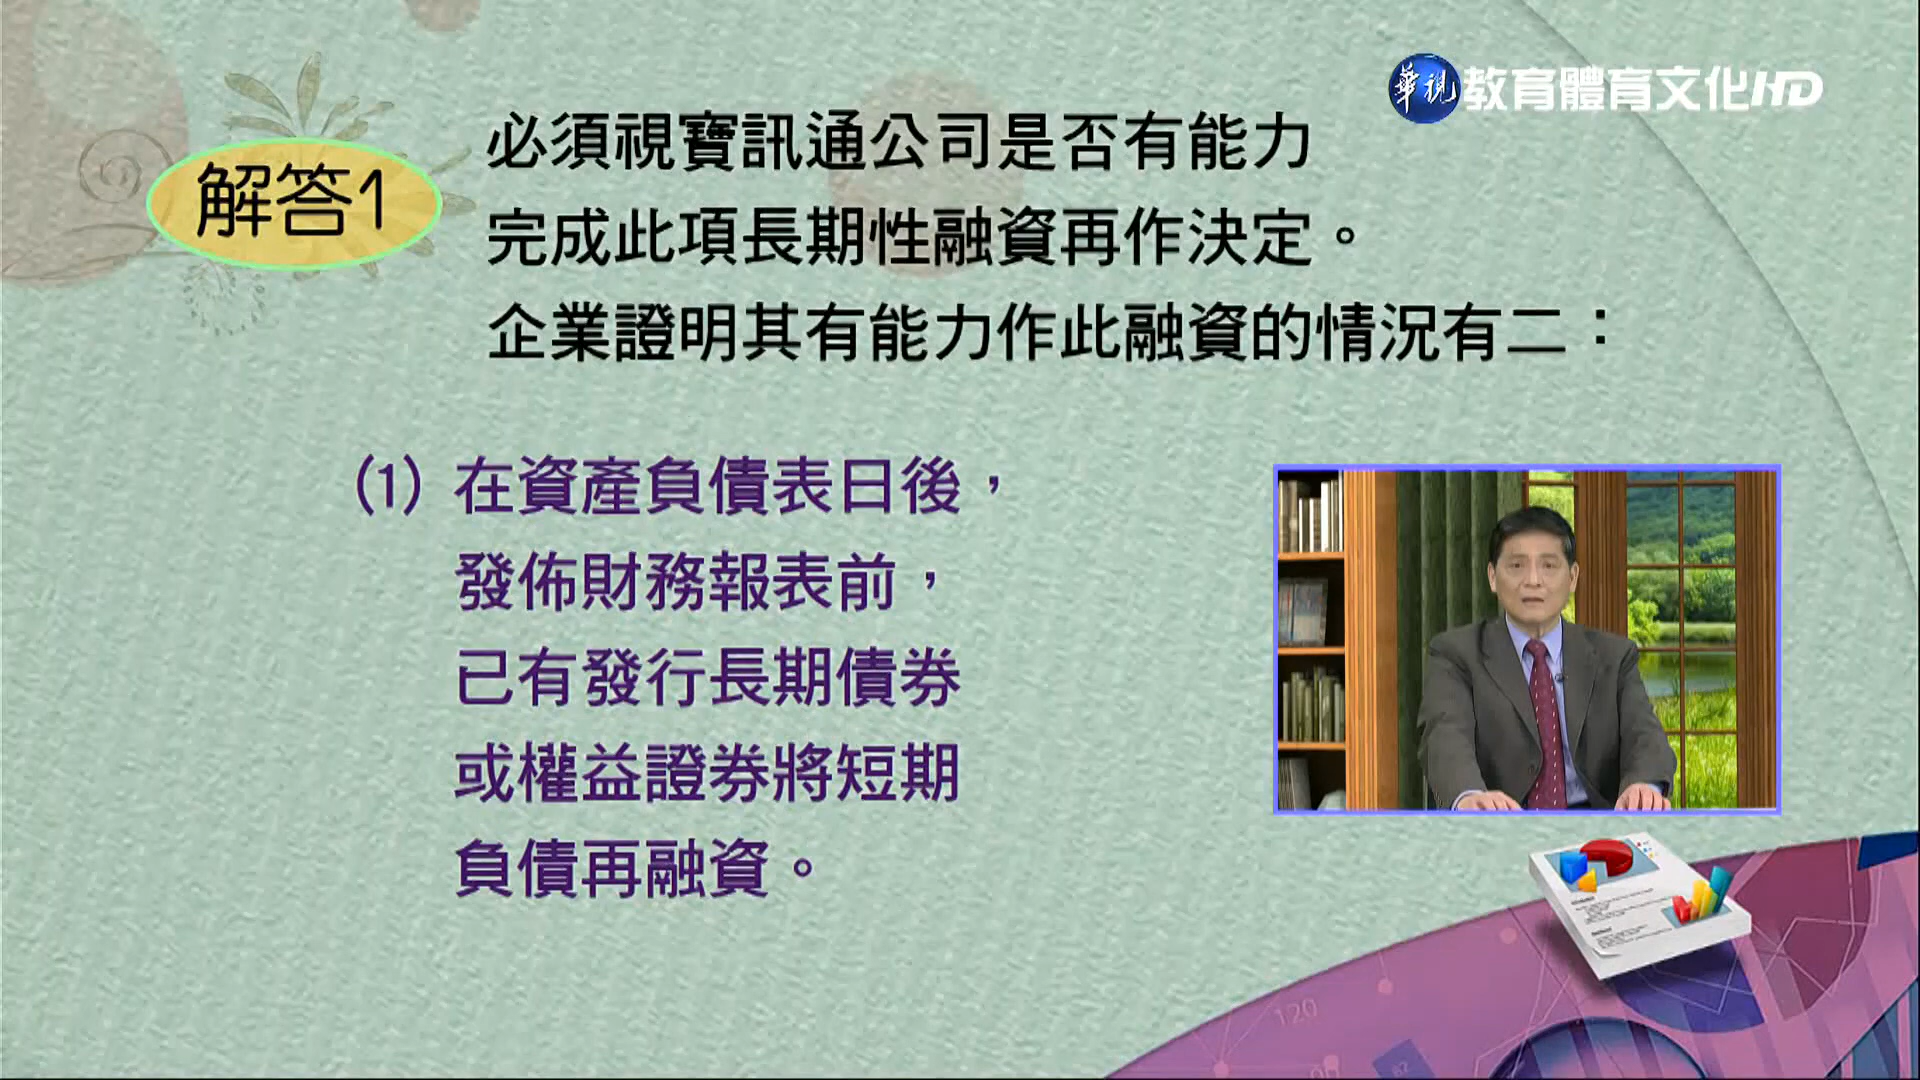 華視 教育體育文化HD
解答1
必須視寶訊通公司是否有能力
完成此項長期性融資再作決定。
企業證明其有能力作此融資的情況有二：
(1) 在資產負債表日後，
發佈財務報表前，
已有發行長期債券
或權益證券將短期
負債再融資。
120